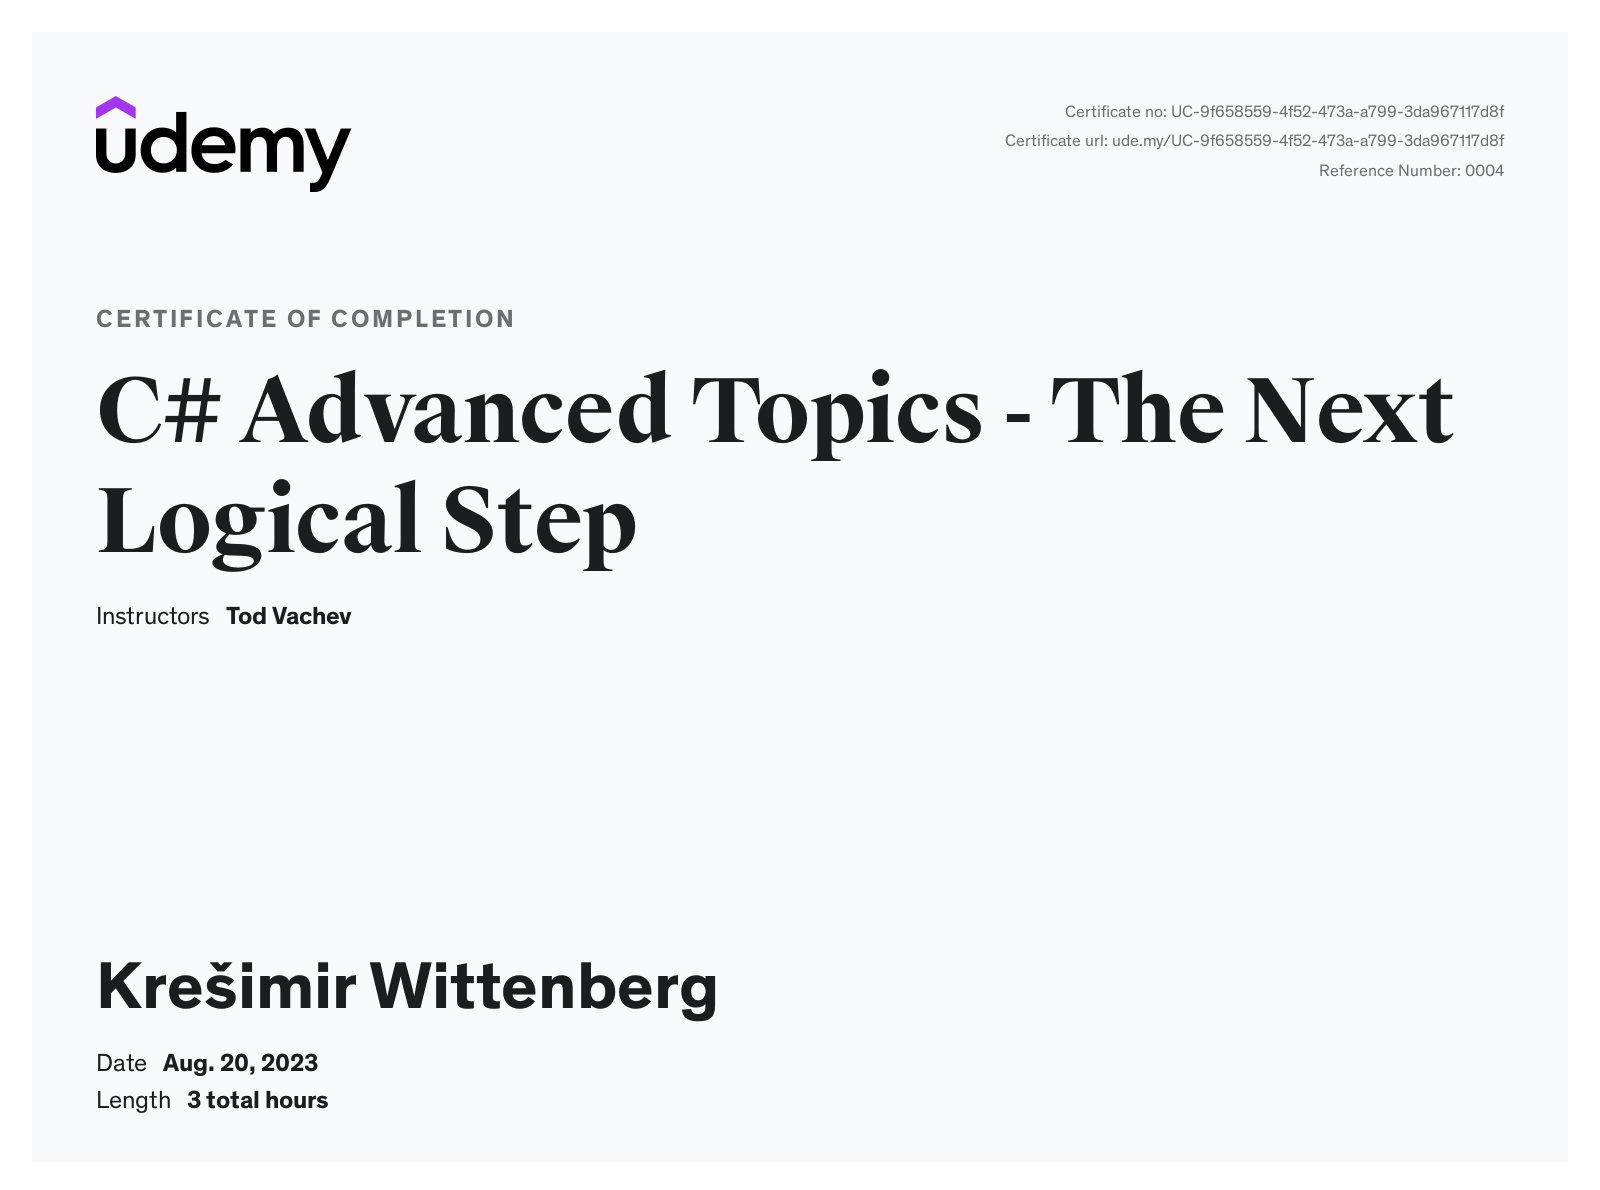 udemy
Certificate no: UC-9f658559-4f52-473a-a799-3da967117d8f
Certificate url: ude.my/UC-9f658559-4f52-473a-a799-3da967117d8f
Reference Number: 0004
CERTIFICATE OF COMPLETION
C# Advanced Topics - The Next
Logical Step
Instructors Tod Vachev
Krešimir Wittenberg
Date Aug. 20, 2023
Length 3 total hours